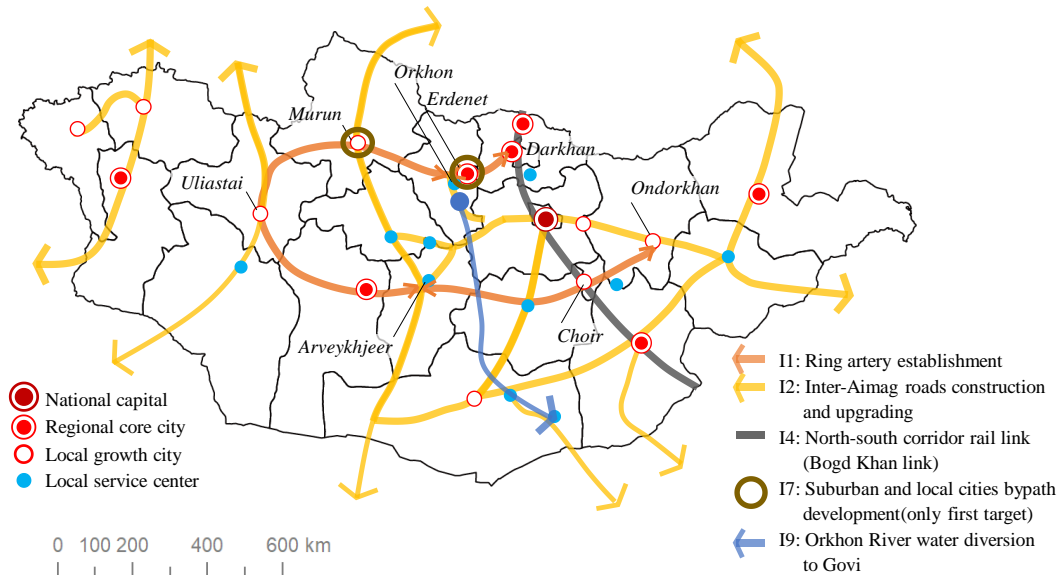 Orkhon
Erdenet
Murun
Darkhan
Uliastai
Ondorkhan
Arveykhjeer
Choir
National capital
Regional core city
Local growth city
Local service center
0 100 200 400 600 km
I1: Ring artery establishment
I2: Inter-Aimag roads construction
and upgrading
I4: North-south corridor rail link
(Bogd Khan link)
I7: Suburban and local cities bypath
development(only first target)
I9: Orkhon River water diversion
to Govi